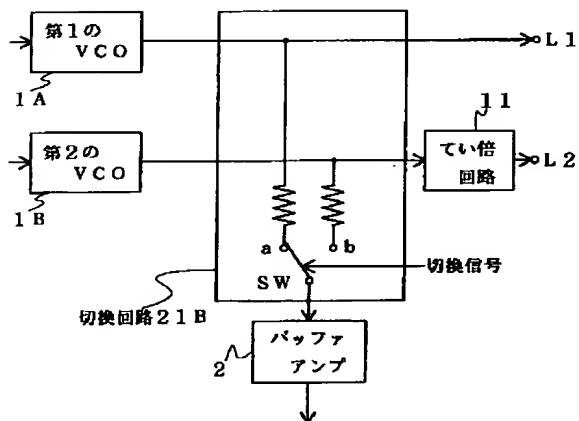 第1の
VCO
1A
L1
11
第2の
VCO
1B
てい倍
回路
L2
a
b
SW
切換信号
切換回路21B
バッファ
アンプ
2